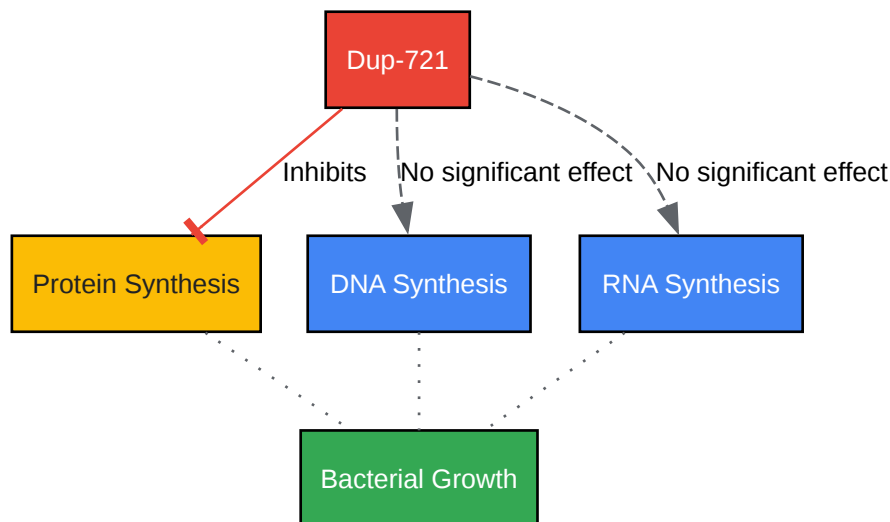 Dup-721
Inhibits
No significant effect
No significant effect
Protein Synthesis
DNA Synthesis
RNA Synthesis
Bacterial Growth